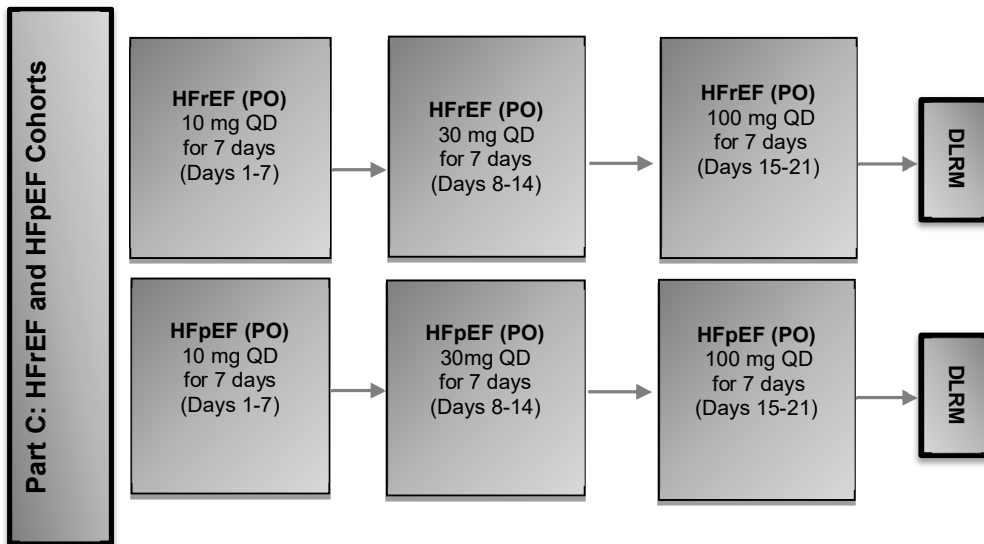 Part C: HFrEF and HFpEF Cohorts
HFrEF (PO)
10 mg QD
for 7 days
(Days 1-7)
HFrEF (PO)
30 mg QD
for 7 days
(Days 8-14)
HFrEF (PO)
100 mg QD
for 7 days
(Days 15-21)
DLRM
HFpEF (PO)
10 mg QD
for 7 days
(Days 1-7)
HFpEF (PO)
30mg QD
for 7 days
(Days 8-14)
HFpEF (PO)
100 mg QD
for 7 days
(Days 15-21)
DLRM